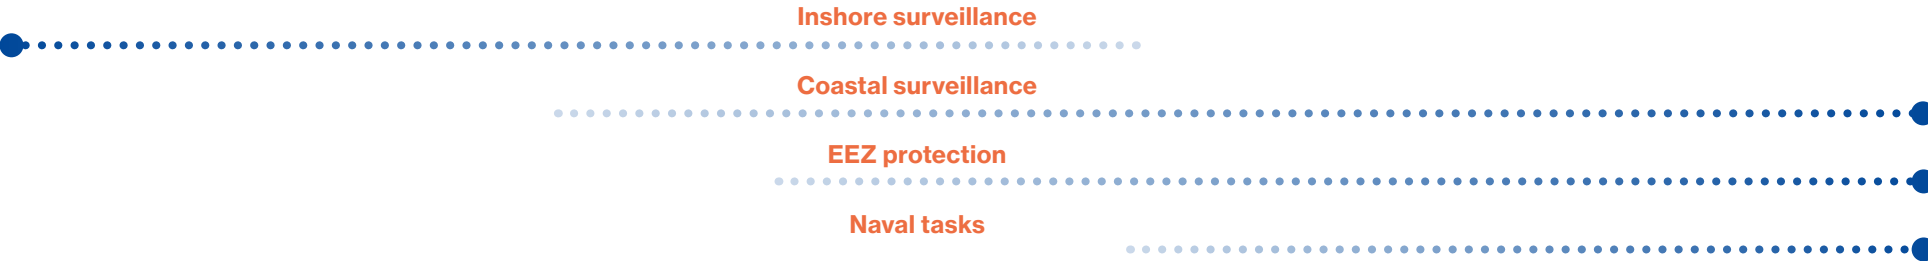 Inshore surveillance
Coastal surveillance
EEZ protection
Naval tasks